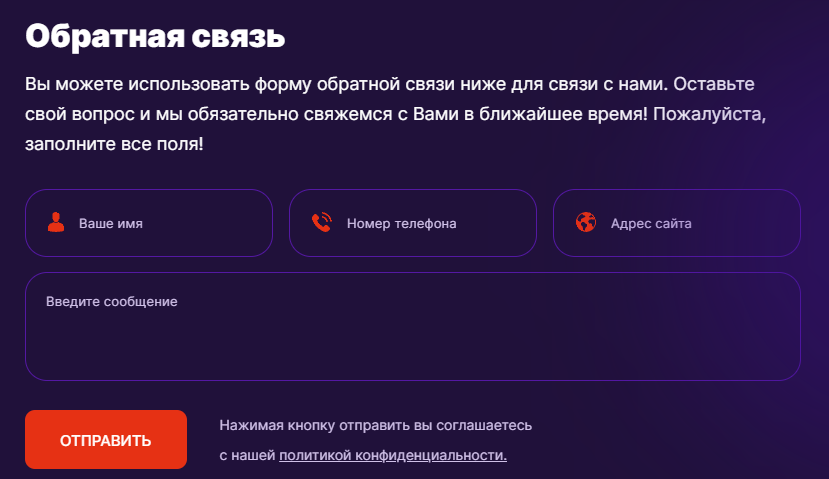 Обратная связь
Вы можете использовать форму обратной связи ниже для связи с нами. Оставьте
свой вопрос и мы обязательно свяжемся с Вами в ближайшее время! Пожалуйста,
заполните все поля!
Ваше имя
Номер телефона
Адрес сайта
Введите сообщение
ОТПРАВИТЬ
Нажимая кнопку отправить вы соглашаетесь
с нашей политикой конфиденциальности.